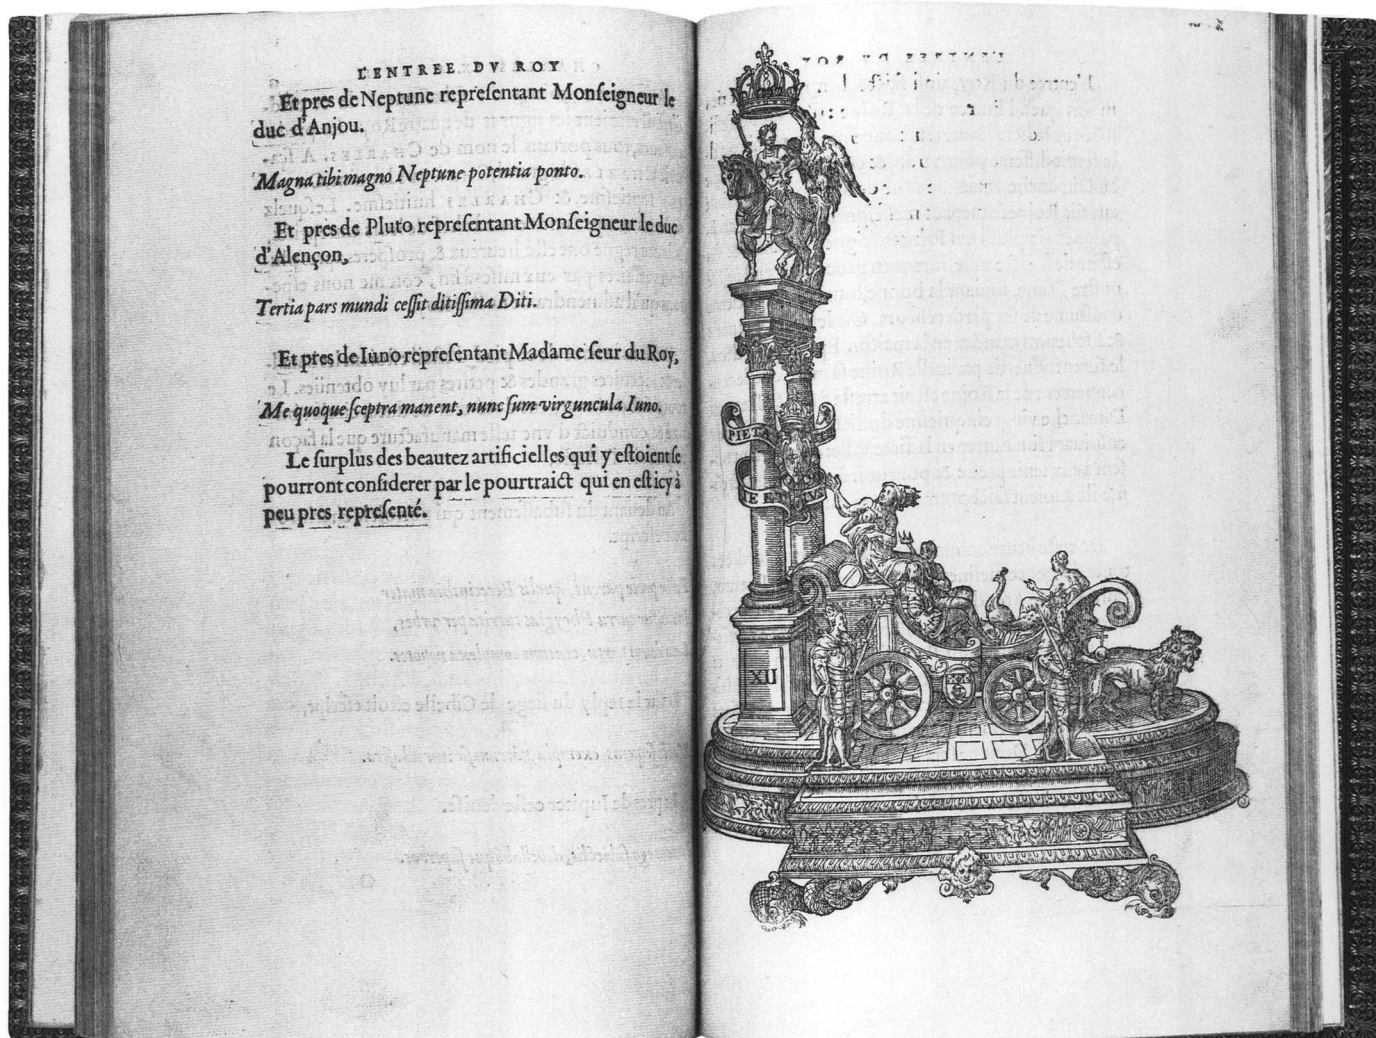 L'ENTREE DV ROY
Et pres de Neptune repreſentant Monſeigneur le
duc d'Anjou.
Magna tibi magno Neptune potentia ponto.
Et pres de Pluto repreſentant Monſeigneur le duc
d'Alençon,
Tertia pars mundi ceſſit ditiſſima Diti.
Et pres de Iuno repreſentant Madame ſeur du Roy,
Me quoque ſceptra manent, nunc ſum virguncula Iuno.
Le ſurplus des beautez artificielles qui y eſtoient ſe
pourront conſiderer par le pourtraict qui en eſt icy à
peu pres repreſenté.
PIET
XII